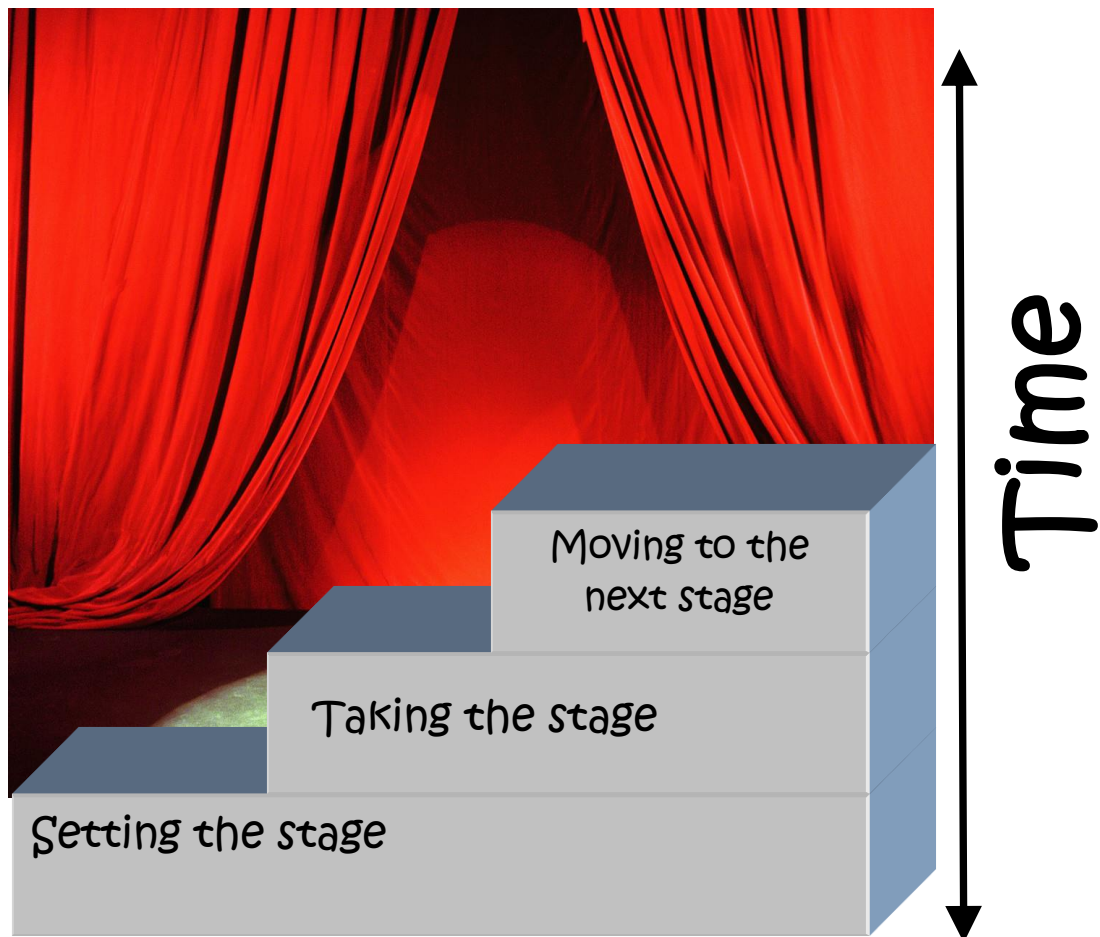 Moving to the
next stage
Taking the stage
Setting the stage
Time